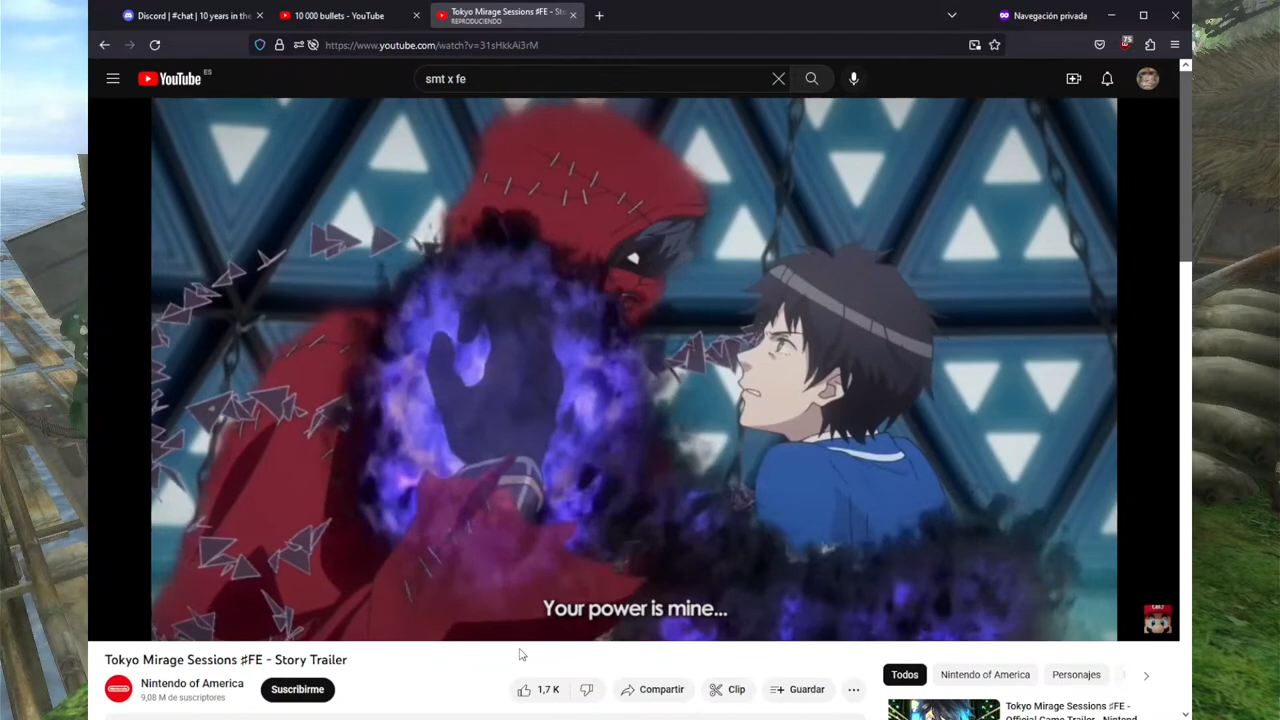 Discord | #chat | 10 years in the
10 000 bullets - YouTube
Tokyo Mirage Sessions ♯FE - Sto
REPRODUCIENDO
Navegación privada
https://www.youtube.com/watch?v=31sHkkAi3rM
75
YouTube ES
smt x fe
Your power is mine...
Tokyo Mirage Sessions ♯FE - Story Trailer
Nintendo of America
9,08 M de suscriptores
Suscribirme
1,7 K
Compartir
Clip
Guardar
Todos
Nintendo of America
Personajes
Tokyo Mirage Sessions ♯FE -
Official Game Trailer - Nintend